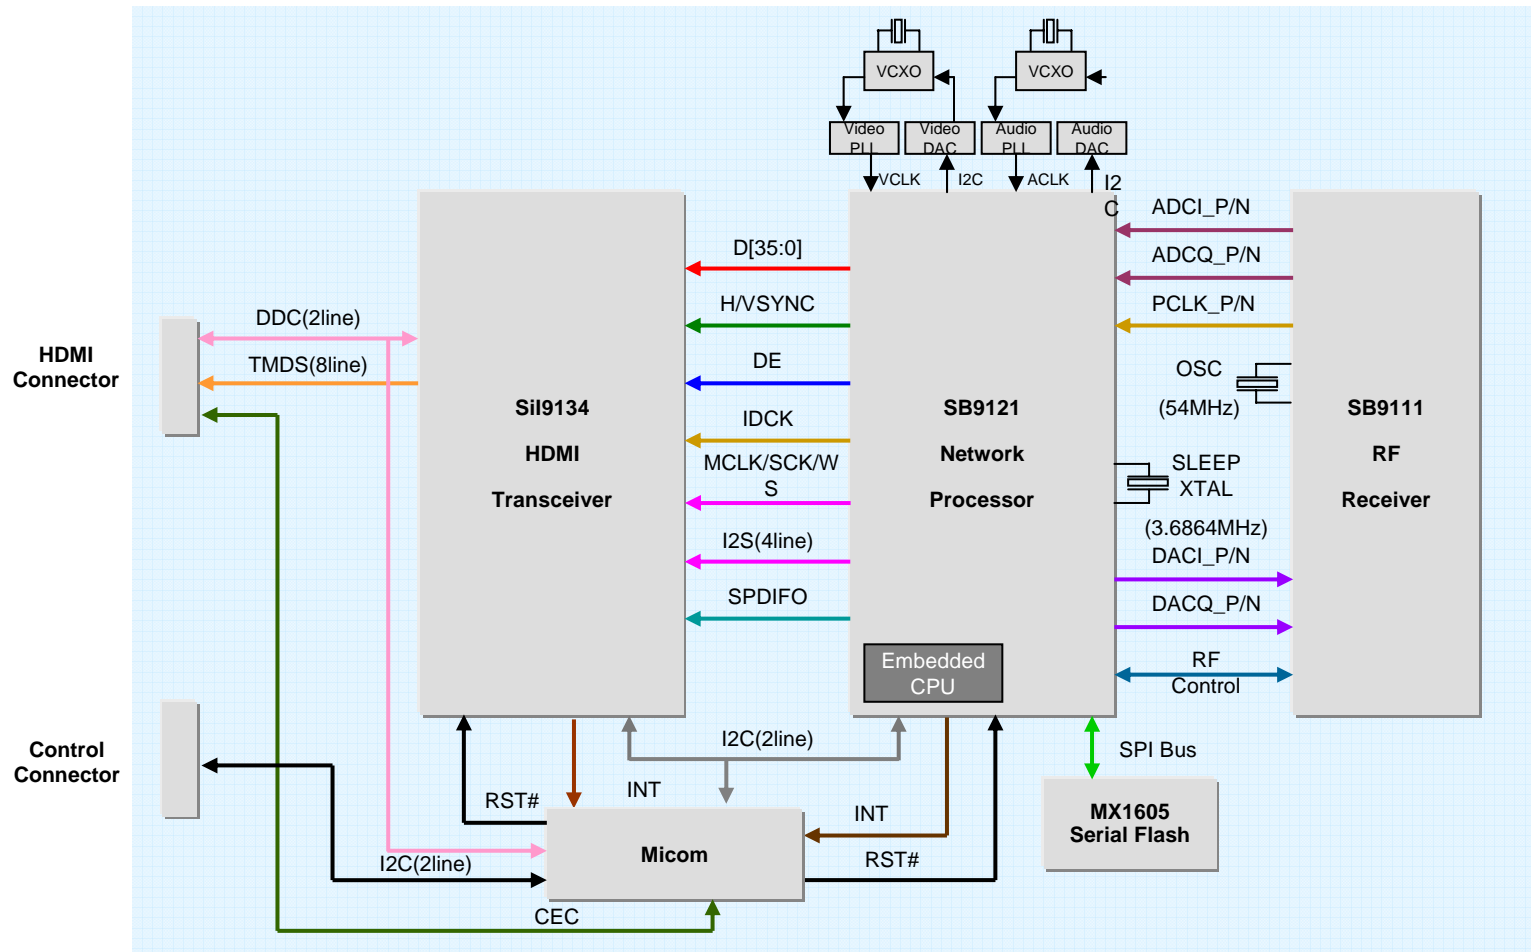 VCXO
VCXO
Video
PLL
Video
DAC
Audio
PLL
Audio
DAC
VCLK
I2C
ACLK
I2
C
ADCI_P/N
D[35:0]
ADCQ_P/N
H/VSYNC
PCLK_P/N
DDC(2line)
HDMI
Connector
TMDS(8line)
DE
OSC
(54MHz)
SiI9134
HDMI
Transceiver
SB9121
Network
Processor
SB9111
RF
Receiver
IDCK
MCLK/SCK/W
S
SLEEP
XTAL
(3.6864MHz)
I2S(4line)
DACI_P/N
SPDIFO
DACQ_P/N
Embedded
CPU
RF
Control
Control
Connector
I2C(2line)
SPI Bus
INT
RST#
INT
MX1605
Serial Flash
Micom
I2C(2line)
RST#
CEC